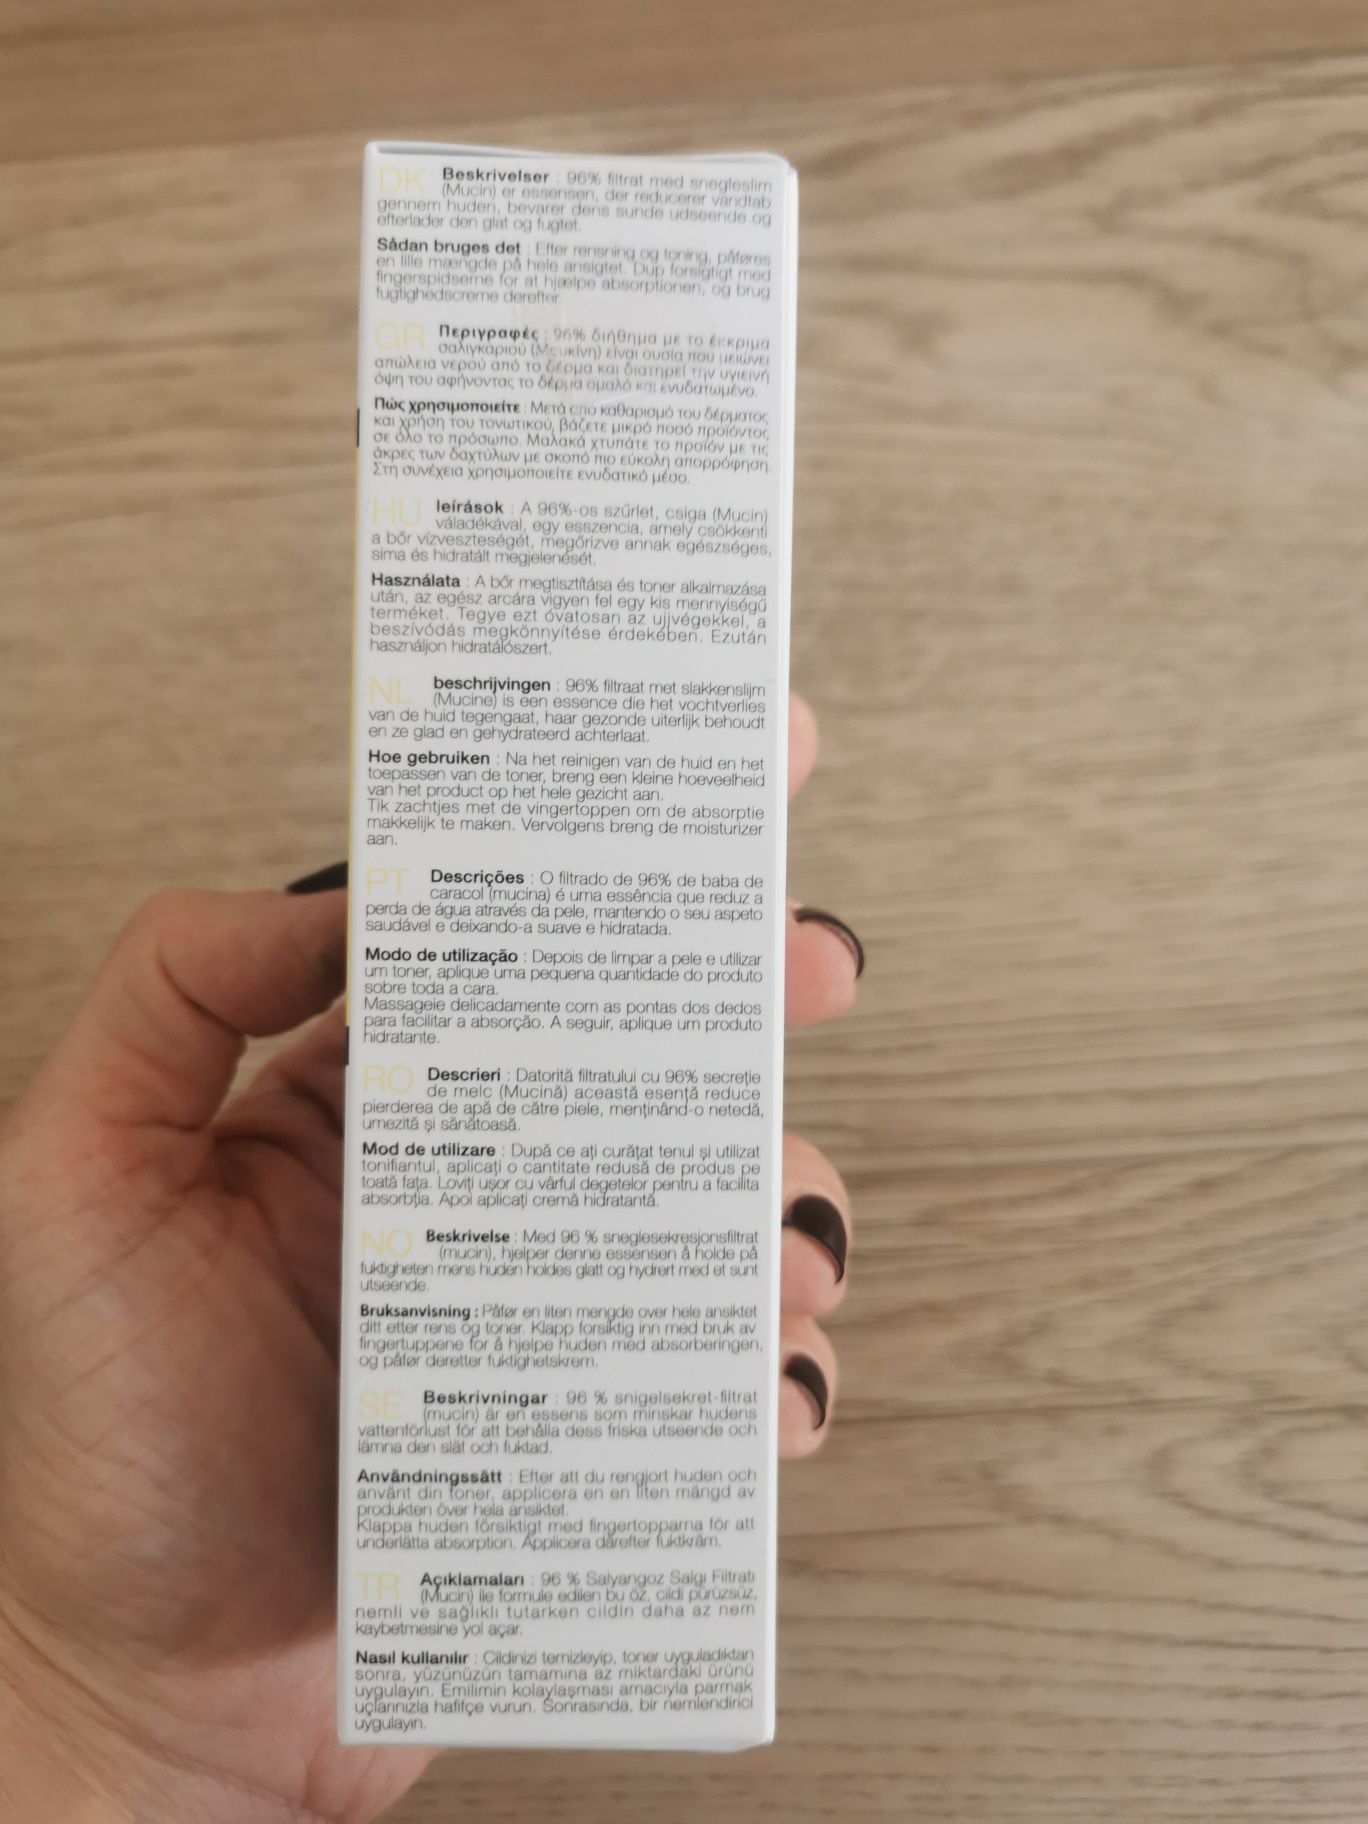 DK Beskrivelser : 96% filtrat med snegleslim
(Mucin) er essensen, der reducerer vandtab
gennem huden, bevarer dens sunde udseende og
efterlader den glat og fugtet.
Sådan bruges det : Efter rensning og toning, påføres
en lille mængde på hele ansigtet. Dup forsigtigt med
fingerspidserne for at hjælpe absorptionen, og brug
fugtighedscreme derefter.
GR Περιγραφές : 96% διήθημα με το έκκριμα
σαλιγκαριού (Μευκίνη) είναι ουσία που μειώνει
απώλεια νερού από το δέρμα και διατηρεί την υγιεινή
όψη του αφήνοντας το δέρμα ομαλό και ενυδατωμένο.
Πώς χρησιμοποιείτε : Μετά από καθαρισμό του δέρματος
και χρήση του τονωτικού, βάζετε μικρό ποσό προϊόντος
σε όλο το πρόσωπο. Μαλακά χτυπάτε το προϊόν με τις
άκρες των δαχτύλων με σκοπό πιο εύκολη απορρόφηση.
Στη συνέχεια χρησιμοποιείτε ενυδατικό μέσο.
HU leírások : A 96%-os szűrlet, csiga (Mucin)
váladékával, egy esszencia, amely csökkenti
a bőr vízveszteségét, megőrizve annak egészséges,
sima és hidratált megjelenését.
Használata : A bőr megtisztítása és toner alkalmazása
után, az egész arcára vigyen fel egy kis mennyiségű
terméket. Tegye ezt óvatosan az ujjvégekkel, a
beszívódás megkönnyítése érdekében. Ezután
használjon hidratálószert.
NL beschrijvingen : 96% filtraat met slakkenslijm
(Mucine) is een essence die het vochtverlies
van de huid tegengaat, haar gezonde uiterlijk behoudt
en ze glad en gehydrateerd achterlaat.
Hoe gebruiken : Na het reinigen van de huid en het
toepassen van de toner, breng een kleine hoeveelheid
van het product op het hele gezicht aan.
Tik zachtjes met de vingertoppen om de absorptie
makkelijk te maken. Vervolgens breng de moisturizer
aan.
PT Descrições : O filtrado de 96% de baba de
caracol (mucina) é uma essência que reduz a
perda de água através da pele, mantendo o seu aspeto
saudável e deixando-a suave e hidratada.
Modo de utilização : Depois de limpar a pele e utilizar
um toner, aplique uma pequena quantidade do produto
sobre toda a cara.
Massageie delicadamente com as pontas dos dedos
para facilitar a absorção. A seguir, aplique um produto
hidratante.
RO Descrieri : Datorită filtratului cu 96% secreție
de melc (Mucină) această esență reduce
pierderea de apă de către piele, menținând-o netedă,
umezită și sănătoasă.
Mod de utilizare : După ce ați curățat tenul și utilizat
tonifiantul, aplicați o cantitate redusă de produs pe
toată fața. Loviți ușor cu vârful degetelor pentru a facilita
absorbția. Apoi aplicați cremă hidratantă.
NO Beskrivelse : Med 96 % sneglesekresjonsfiltrat
(mucin), hjelper denne essensen å holde på
fuktigheten mens huden holdes glatt og hydrert med et sunt
utseende.
Bruksanvisning : Påfør en liten mengde over hele ansiktet
ditt etter rens og toner. Klapp forsiktig inn med bruk av
fingertuppene for å hjelpe huden med absorberingen,
og påfør deretter fuktighetskrem.
SE Beskrivningar : 96 % snigelsekret-filtrat
(mucin) är en essens som minskar hudens
vattenförlust för att behålla dess friska utseende och
lämna den slät och fuktad.
Användningssätt : Efter att du rengjort huden och
använt din toner, applicera en en liten mängd av
produkten över hela ansiktet.
Klappa huden försiktigt med fingertopparna för att
underlätta absorption. Applicera därefter fuktkräm.
TR Açıklamaları : 96 % Salyangoz Salgı Filtratı
(Mucin) ile formule edilen bu öz, cildi pürüzsüz,
nemli ve sağlıklı tutarken cildin daha az nem
kaybetmesine yol açar.
Nasıl kullanılır : Cildinizi temizleyip, toner uyguladıktan
sonra, yüzünüzün tamamına az miktardaki ürünü
uygulayın. Emilimin kolaylaşması amacıyla parmak
uçlarınızla hafifçe vurun. Sonrasında, bir nemlendirici
uygulayın.